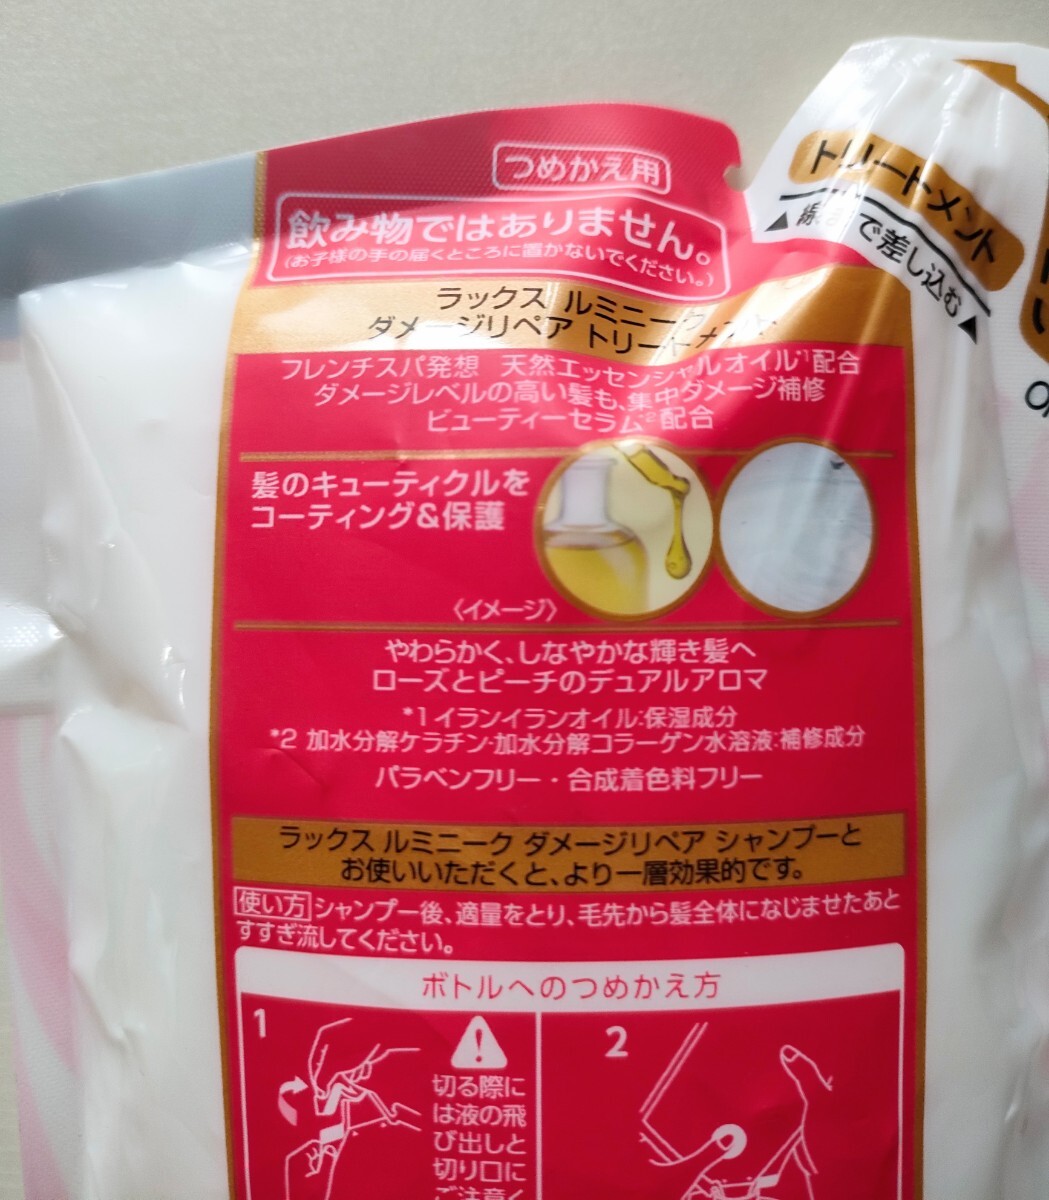 つめかえ用
飲み物ではありません。
(お子様の手の届くところに置かないでください。)
トリートメント
▲線まで差し込む▲
ラックス ルミニーク
ダメージリペア トリートメント
フレンチスパ発想 天然エッセンシャルオイル*1配合
ダメージレベルの高い髪も、集中ダメージ補修
ビューティーセラム*2配合
髪のキューティクルを
コーティング&保護
〈イメージ〉
やわらかく、しなやかな輝き髪へ
ローズとピーチのデュアルアロマ
*1イランイランオイル:保湿成分
*2 加水分解ケラチン・加水分解コラーゲン水溶液:補修成分
パラベンフリー・合成着色料フリー
ラックス ルミニーク ダメージリペア シャンプーと
お使いいただくと、より一層効果的です。
使い方 シャンプー後、適量をとり、毛先から髪全体になじませたあと
すすぎ流してください。
ボトルへのつめかえ方
1
切る際に
は液の飛
び出しと
切り口に
ご注意く
2